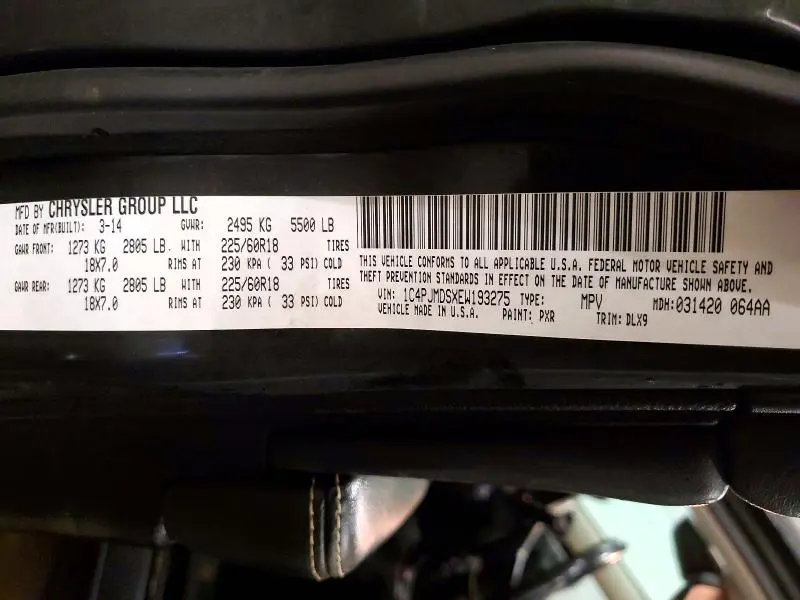 MFD BY CHRYSLER GROUP LLC
DATE OF MFR(BUILT): 3-14 GVWR: 2495 KG 5500 LB
GAWR FRONT: 1273 KG 2805 LB. WITH 225/60R18 TIRES
18X7.0 RIMS AT 230 KPA ( 33 PSI) COLD
GAWR REAR: 1273 KG 2805 LB. WITH 225/60R18 TIRES
18X7.0 RIMS AT 230 KPA ( 33 PSI) COLD
THIS VEHICLE CONFORMS TO ALL APPLICABLE U.S.A. FEDERAL MOTOR VEHICLE SAFETY AND
THEFT PREVENTION STANDARDS IN EFFECT ON THE DATE OF MANUFACTURE SHOWN ABOVE.
VIN: 1C4PJMDSXEW193275 TYPE: MPV MDH:031420 064AA
VEHICLE MADE IN U.S.A. PAINT: PXR TRIM: DLX9